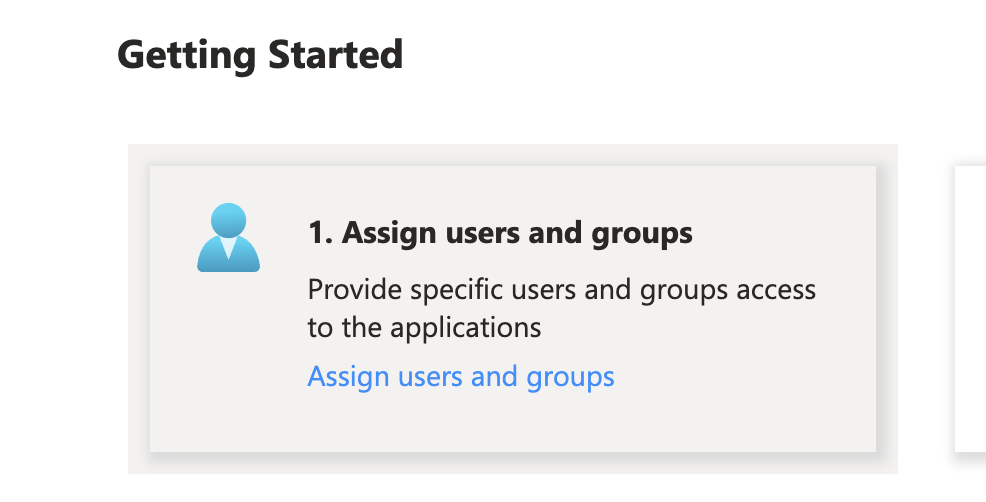 Getting Started
1. Assign users and groups
Provide specific users and groups access
to the applications
Assign users and groups